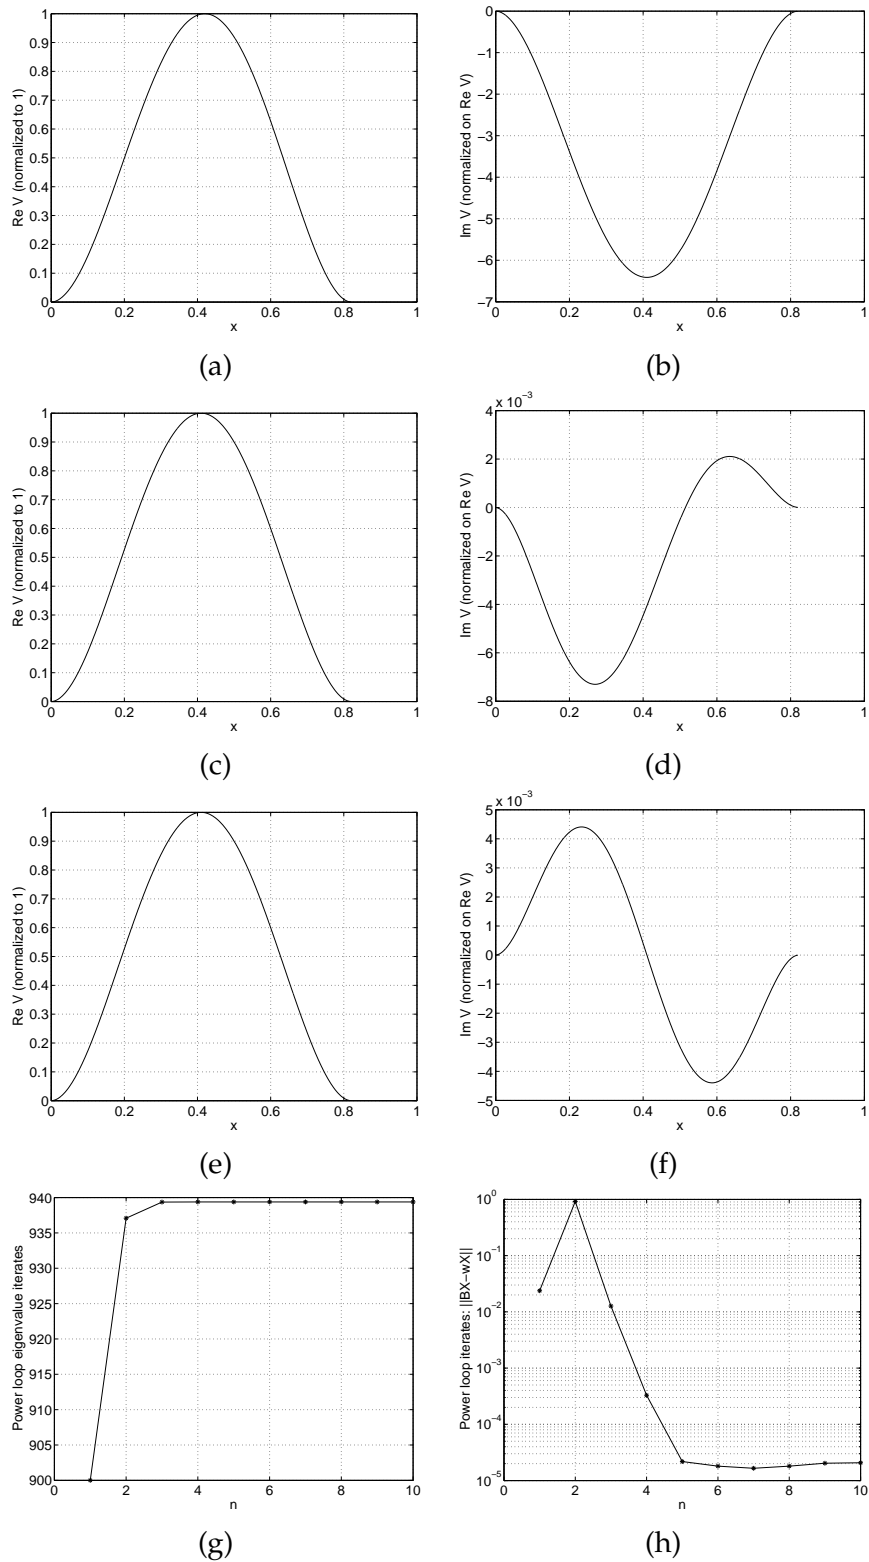 1
0.9
0.8
0.7
0.6
0.5
0.4
0.3
0.2
0.1
0
0 0.2 0.4 0.6 0.8 1
Re V (normalized to 1)
x
(a)
0
−1
−2
−3
−4
−5
−6
−7
0 0.2 0.4 0.6 0.8 1
Im V (normalized on Re V)
x
(b)
1
0.9
0.8
0.7
0.6
0.5
0.4
0.3
0.2
0.1
0
0 0.2 0.4 0.6 0.8 1
Re V (normalized to 1)
x
(c)
x 10−3
4
2
0
−2
−4
−6
−8
0 0.2 0.4 0.6 0.8 1
Im V (normalized on Re V)
x
(d)
1
0.9
0.8
0.7
0.6
0.5
0.4
0.3
0.2
0.1
0
0 0.2 0.4 0.6 0.8 1
Re V (normalized to 1)
x
(e)
x 10−3
5
4
3
2
1
0
−1
−2
−3
−4
−5
0 0.2 0.4 0.6 0.8 1
Im V (normalized on Re V)
x
(f)
940
935
930
925
920
915
910
905
900
0 2 4 6 8 10
Power loop eigenvalue iterates
n
(g)
100
10−1
10−2
10−3
10−4
10−5
0 2 4 6 8 10
Power loop iterates: ||BX−wX||
n
(h)